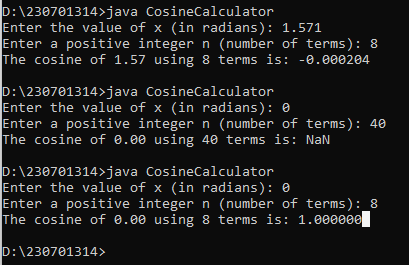 D:\230701314>java CosineCalculator
Enter the value of x (in radians): 1.571
Enter a positive integer n (number of terms): 8
The cosine of 1.57 using 8 terms is: -0.000204
D:\230701314>java CosineCalculator
Enter the value of x (in radians): 0
Enter a positive integer n (number of terms): 40
The cosine of 0.00 using 40 terms is: NaN
D:\230701314>java CosineCalculator
Enter the value of x (in radians): 0
Enter a positive integer n (number of terms): 8
The cosine of 0.00 using 8 terms is: 1.000000
D:\230701314>